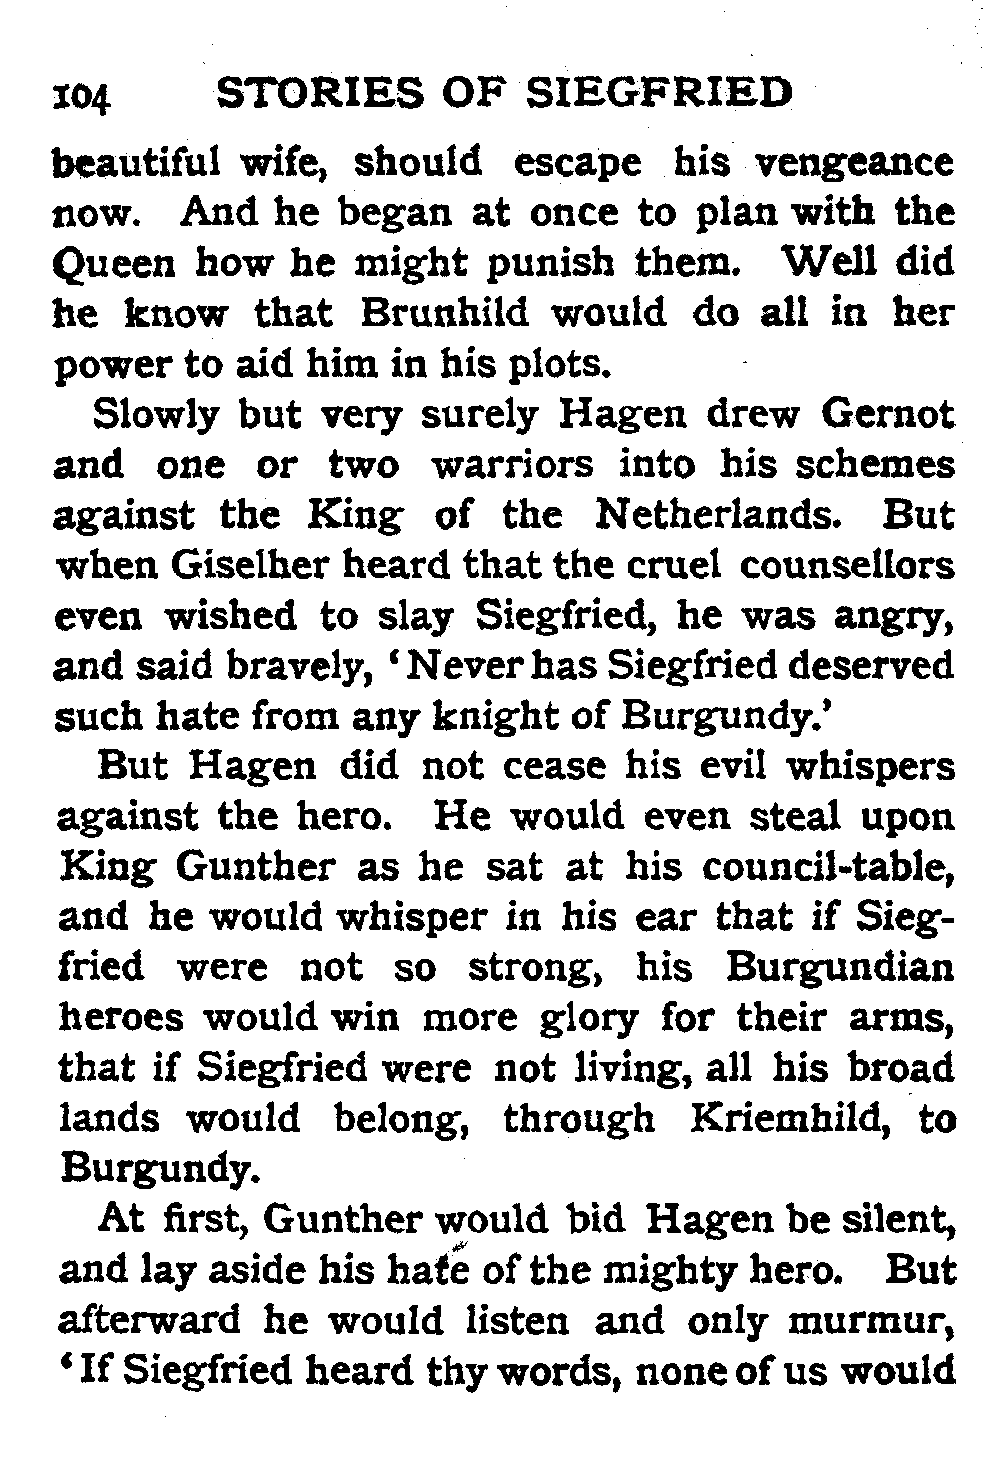 104 STORIES OF SIEGFRIED
beautiful wife, should escape his vengeance
now. And he began at once to plan with the
Queen how he might punish them. Well did
he know that Brunhild would do all in her
power to aid him in his plots.
Slowly but very surely Hagen drew Gernot
and one or two warriors into his schemes
against the King of the Netherlands. But
when Giselher heard that the cruel counsellors
even wished to slay Siegfried, he was angry,
and said bravely, ‘Never has Siegfried deserved
such hate from any knight of Burgundy.’
But Hagen did not cease his evil whispers
against the hero. He would even steal upon
King Gunther as he sat at his council-table,
and he would whisper in his ear that if Sieg-
fried were not so strong, his Burgundian
heroes would win more glory for their arms,
that if Siegfried were not living, all his broad
lands would belong, through Kriemhild, to
Burgundy.
At first, Gunther would bid Hagen be silent,
and lay aside his hate of the mighty hero. But
afterward he would listen and only murmur,
‘If Siegfried heard thy words, none of us would